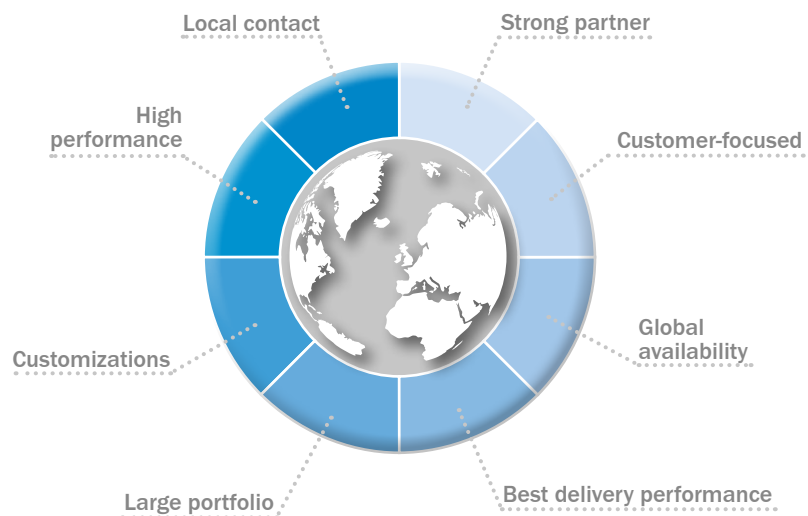 Local contact
Strong partner
High
performance
Customer-focused
Global
availability
Customizations
Large portfolio
Best delivery performance